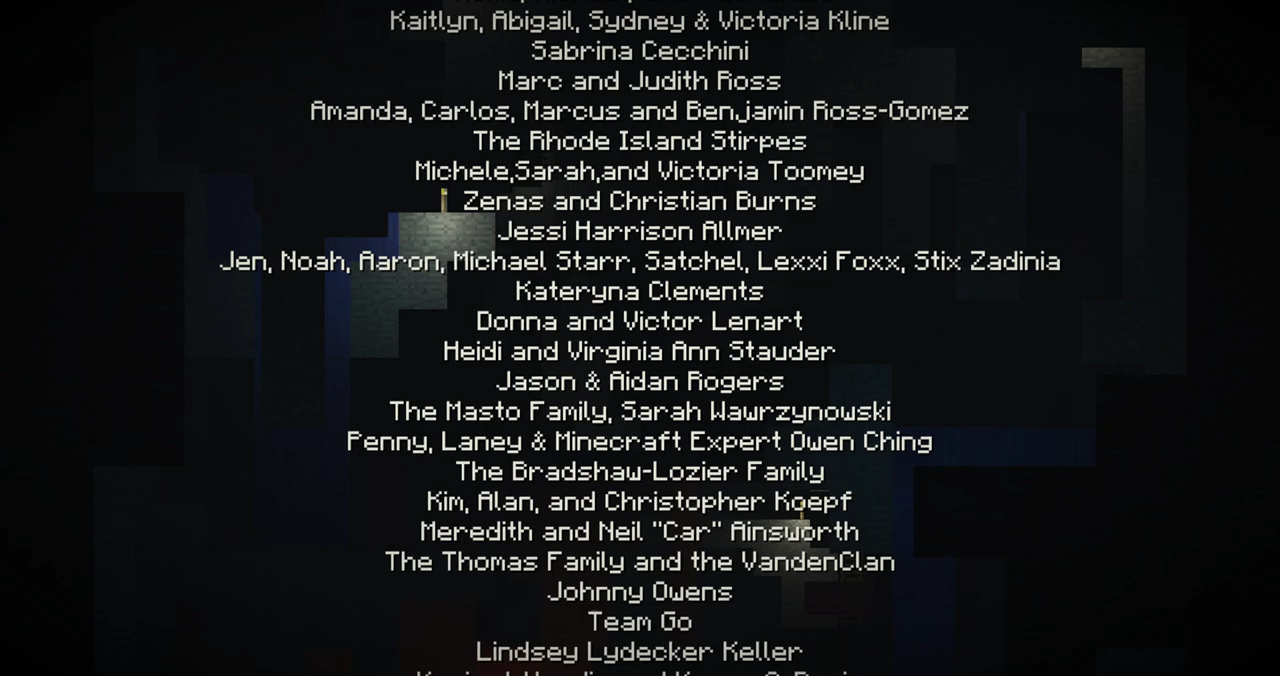 Kaitlyn, Abigail, Sydney & Victoria Kline
Sabrina Cecchini
Marc and Judith Ross
Amanda, Carlos, Marcus and Benjamin Ross-Gomez
The Rhode Island Stirpes
Michele,Sarah,and Victoria Toomey
Zenas and Christian Burns
Jessi Harrison Allmer
Jen, Noah, Aaron, Michael Starr, Satchel, Lexxi Foxx, Stix Zadinia
Kateryna Clements
Donna and Victor Lenart
Heidi and Virginia Ann Stauder
Jason & Aidan Rogers
The Masto Family, Sarah Wawrzynowski
Penny, Laney & Minecraft Expert Owen Ching
The Bradshaw-Lozier Family
Kim, Alan, and Christopher Koepf
Meredith and Neil "Car" Ainsworth
The Thomas Family and the VandenClan
Johnny Owens
Team Go
Lindsey Lydecker Keller